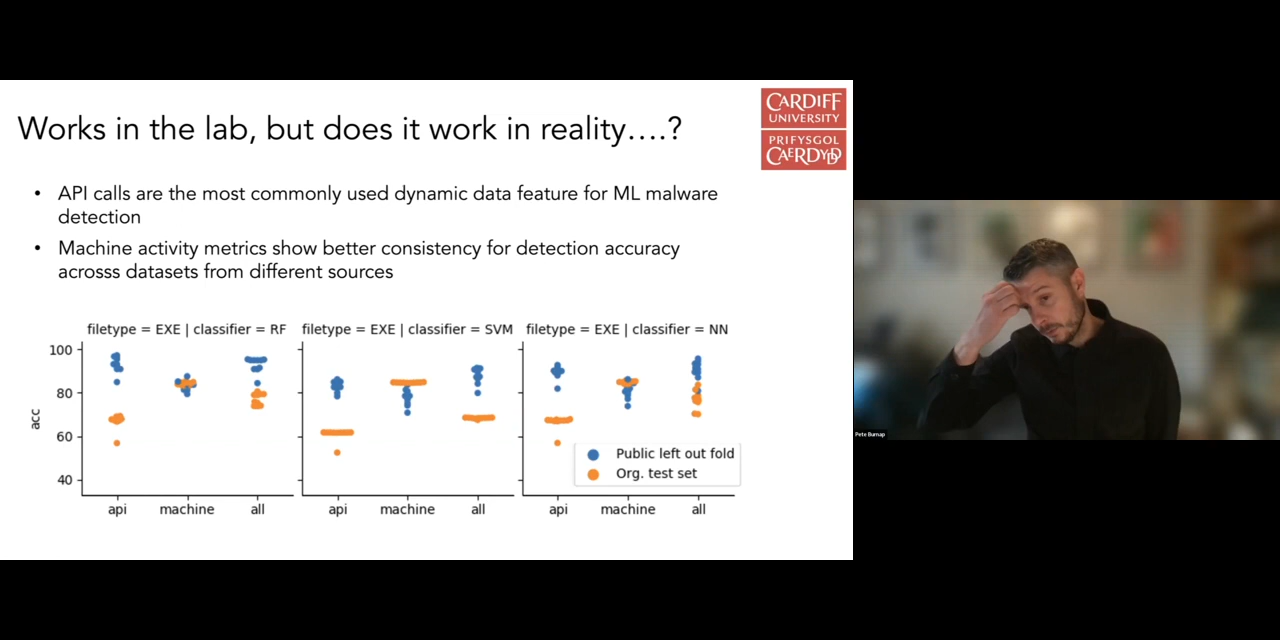 Works in the lab, but does it work in reality....?
CARDIFF
UNIVERSITY
PRIFYSGOL
CAERDYDD
• API calls are the most commonly used dynamic data feature for ML malware
detection
• Machine activity metrics show better consistency for detection accuracy
acrosss datasets from different sources
filetype = EXE | classifier = RF
filetype = EXE | classifier = SVM
filetype = EXE | classifier = NN
100
80
60
40
acc
api machine all
api machine all
api machine all
Public left out fold
Org. test set
Pete Burnap